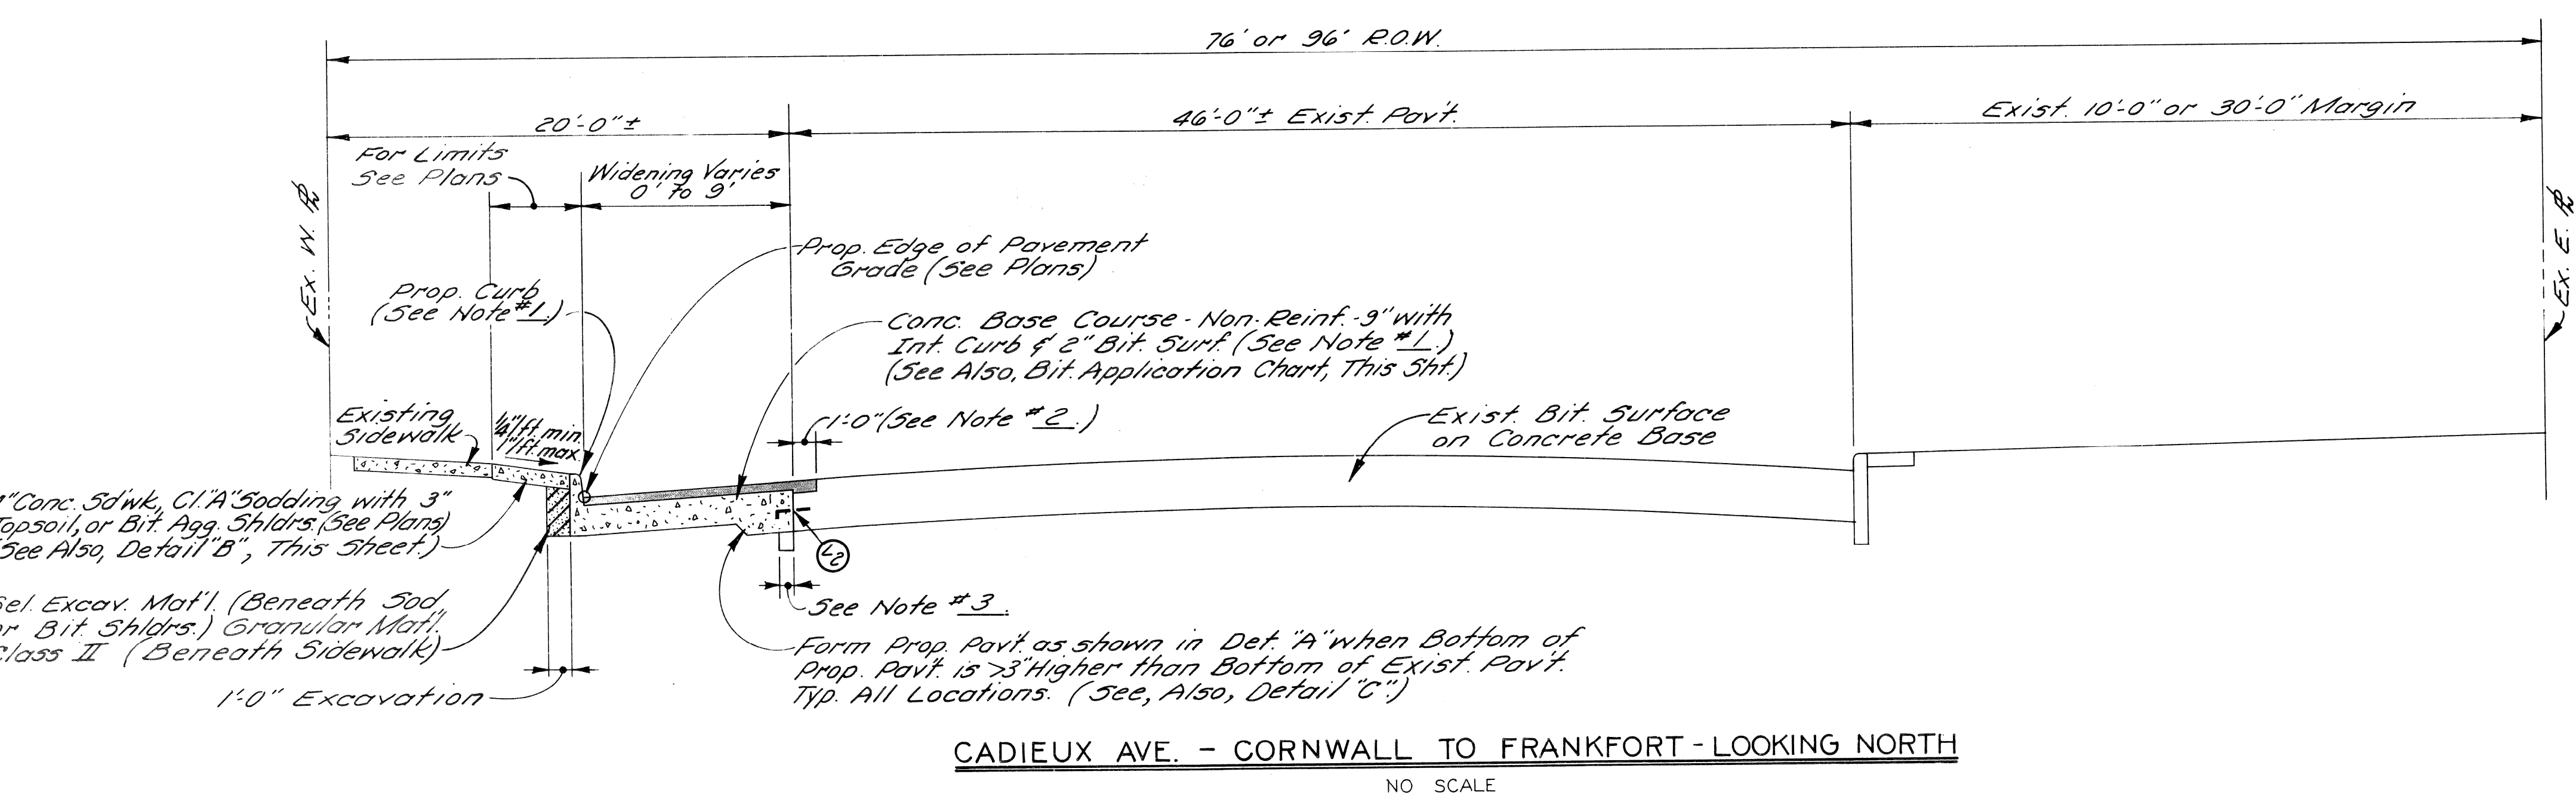 76' or 96' R.O.W.
20'-0"±
46'-0"± Exist. Pav't.
Exist. 10'-0" or 30'-0" Margin
For Limits
See Plans
Widening Varies
0' to 9'
Ex. W. ⅊
Ex. E. ⅊
Prop. Edge of Pavement
Grade (See Plans)
Prop. Curb
(See Note #1.)
Conc. Base Course - Non-Reinf. - 9" with
Int. Curb & 2" Bit. Surf. (See Note #1.)
(See Also, Bit. Application Chart, This Sht.)
Existing
Sidewalk
1/4"/ft. min.
1"/ft. max.
1'-0" (See Note #2.)
Exist. Bit. Surface
on Concrete Base
"Conc. Sd'wk., Cl. "A" Sodding with 3"
Topsoil, or Bit. Agg. Shldrs. (See Plans)
See Also, Detail "B", This Sheet.)
L2
Sel. Excav. Mat'l. (Beneath Sod,
or Bit. Shldrs.) Granular Mat'l.
Class II (Beneath Sidewalk)
See Note #3.
Form Prop. Pav't. as shown in Det. "A" when Bottom of
Prop. Pav't. is >3" Higher than Bottom of Exist. Pav't.
Typ. All Locations. (See, Also, Detail "C".)
1'-0" Excavation
CADIEUX AVE. - CORNWALL TO FRANKFORT - LOOKING NORTH
NO SCALE